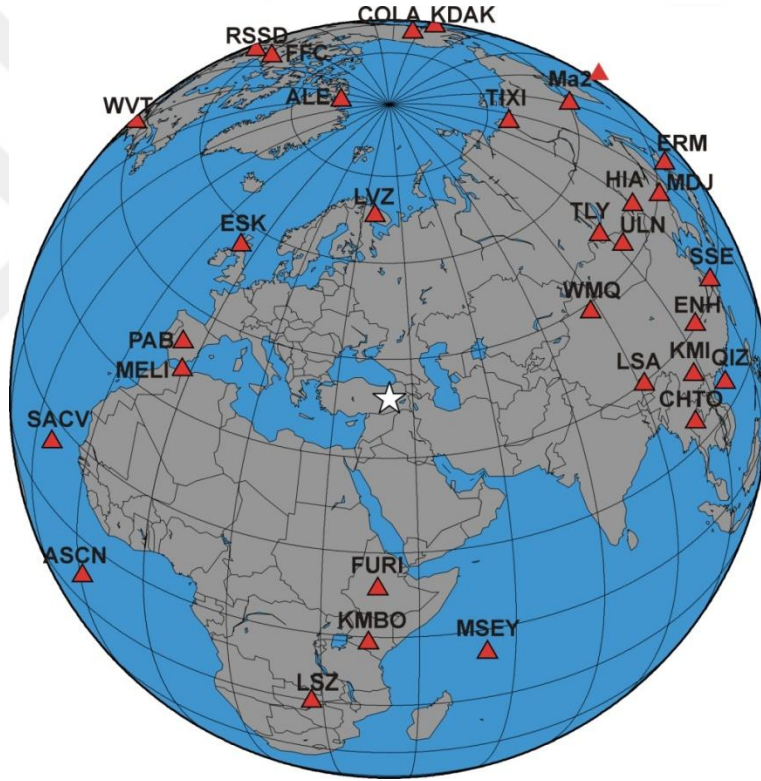 COLA KDAK
RSSD
FFC
ALE
TIXI
Ma2
WVT
ERM
HIA
MDJ
LVZ
TLY
ULN
ESK
SSE
WMQ
ENH
PAB
MELI
LSA
KMI
QIZ
CHTO
SACV
ASCN
FURI
KMBO
MSEY
LSZ